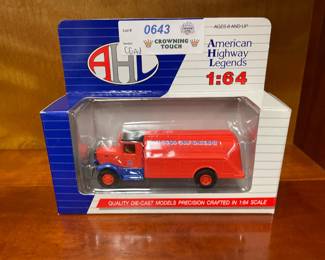 Lot #
0643
CROWNING
TOUCH
AGES 8 AND UP
AHL
American
Highway
Legends
1:64
QUALITY DIE-CAST MODELS PRECISION CRAFTED IN 1:64 SCALE